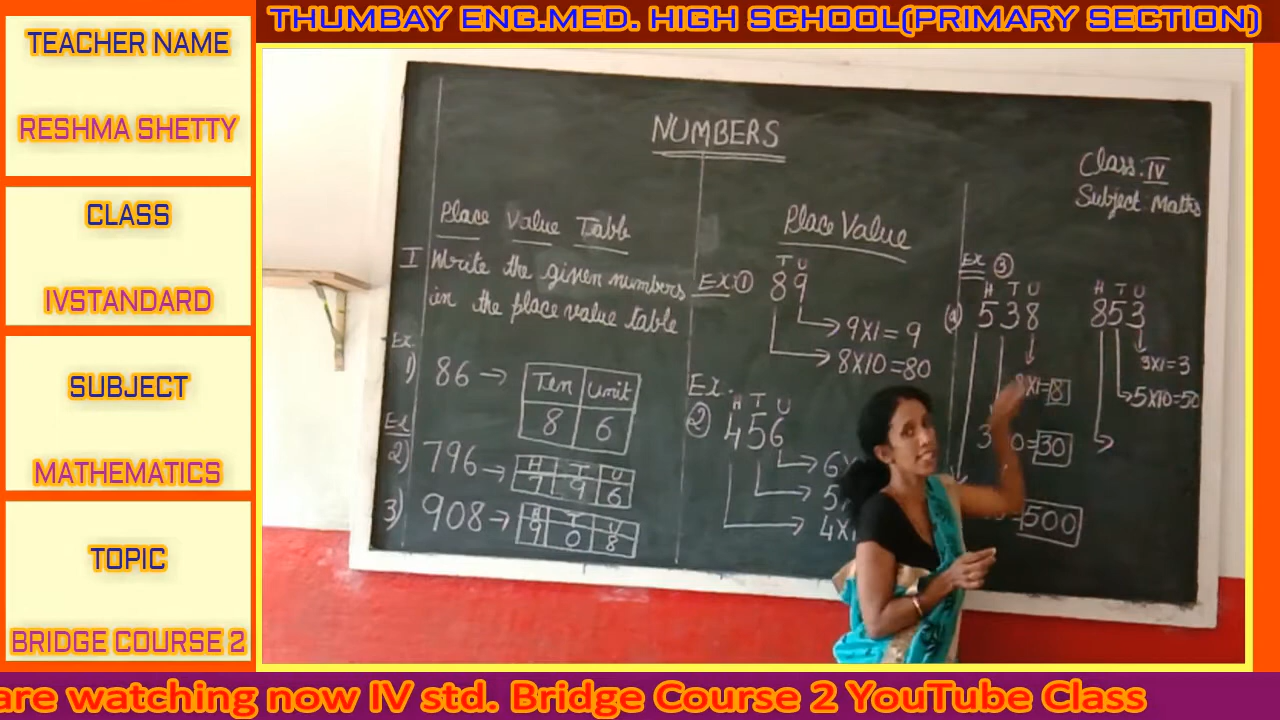 THUMBAY ENG.MED. HIGH SCHOOL(PRIMARY SECTION)
TEACHER NAME
RESHMA SHETTY
CLASS
IVSTANDARD
SUBJECT
MATHEMATICS
TOPIC
BRIDGE COURSE 2
NUMBERS
Class.IV
Subject Maths
Place Value Table
I Write the given numbers
in the place value table
Ex.
1) 86 →
Ten Unit
8 6
Ex
2) 796 →
H T U
7 9 6
3) 908 →
H T U
9 0 8
Place Value
T U
Ex:① 89
9X1= 9
8X10=80
Ex.
H T U
② 456
6X
4X1
Ex ③
H T U
(a) 538
8X1=8
0=30
=500
H T U
853
3X1=3
5X10=50
are watching now IV std. Bridge Course 2 YouTube Class